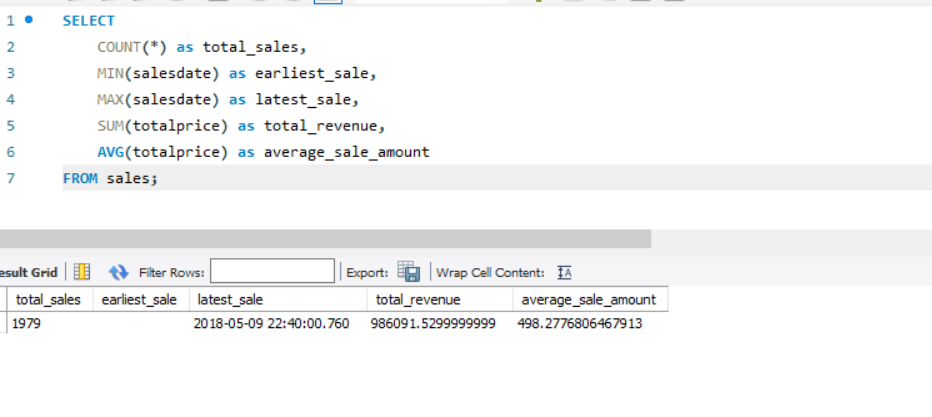 1 SELECT
2 COUNT(*) as total_sales,
3 MIN(salesdate) as earliest_sale,
4 MAX(salesdate) as latest_sale,
5 SUM(totalprice) as total_revenue,
6 AVG(totalprice) as average_sale_amount
7 FROM sales;
esult Grid Filter Rows: Export: Wrap Cell Content: IA
total_sales earliest_sale latest_sale total_revenue average_sale_amount
1979 2018-05-09 22:40:00.760 986091.5299999999 498.2776806467913